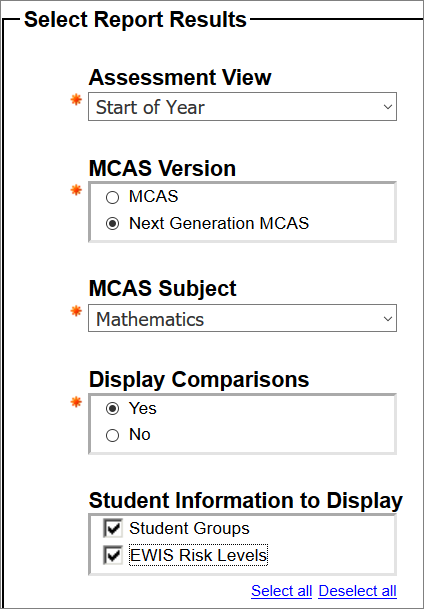 Select Report Results
Assessment View
Start of Year
MCAS Version
MCAS
Next Generation MCAS
MCAS Subject
Mathematics
Display Comparisons
Yes
No
Student Information to Display
Student Groups
EWIS Risk Levels
Select all Deselect all